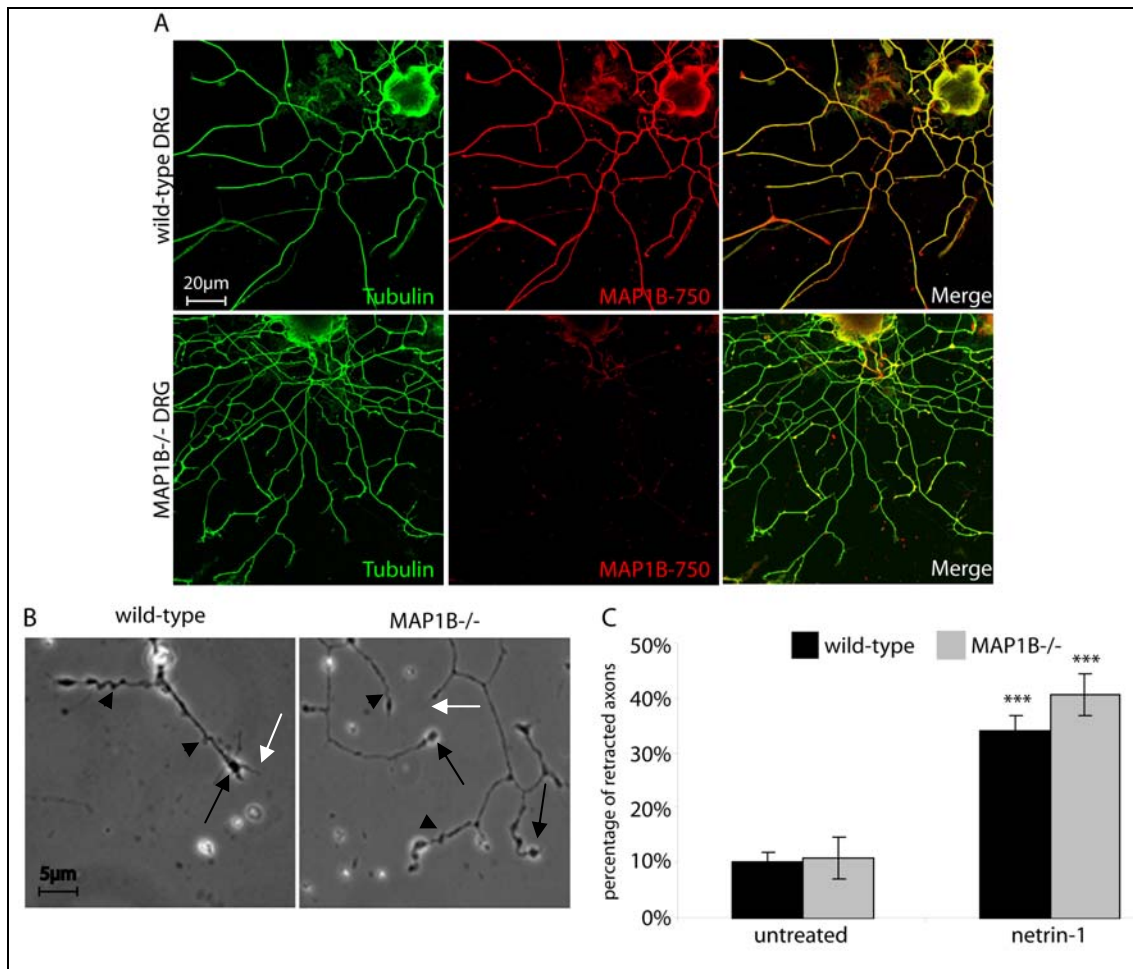 A
wild-type DRG
20µm
Tubulin
MAP1B-750
Merge
MAP1B-/- DRG
Tubulin
MAP1B-750
Merge
B
wild-type
MAP1B-/-
5µm
C
percentage of retracted axons
50%
40%
30%
20%
10%
0%
wild-type
MAP1B-/-
***
***
untreated
netrin-1